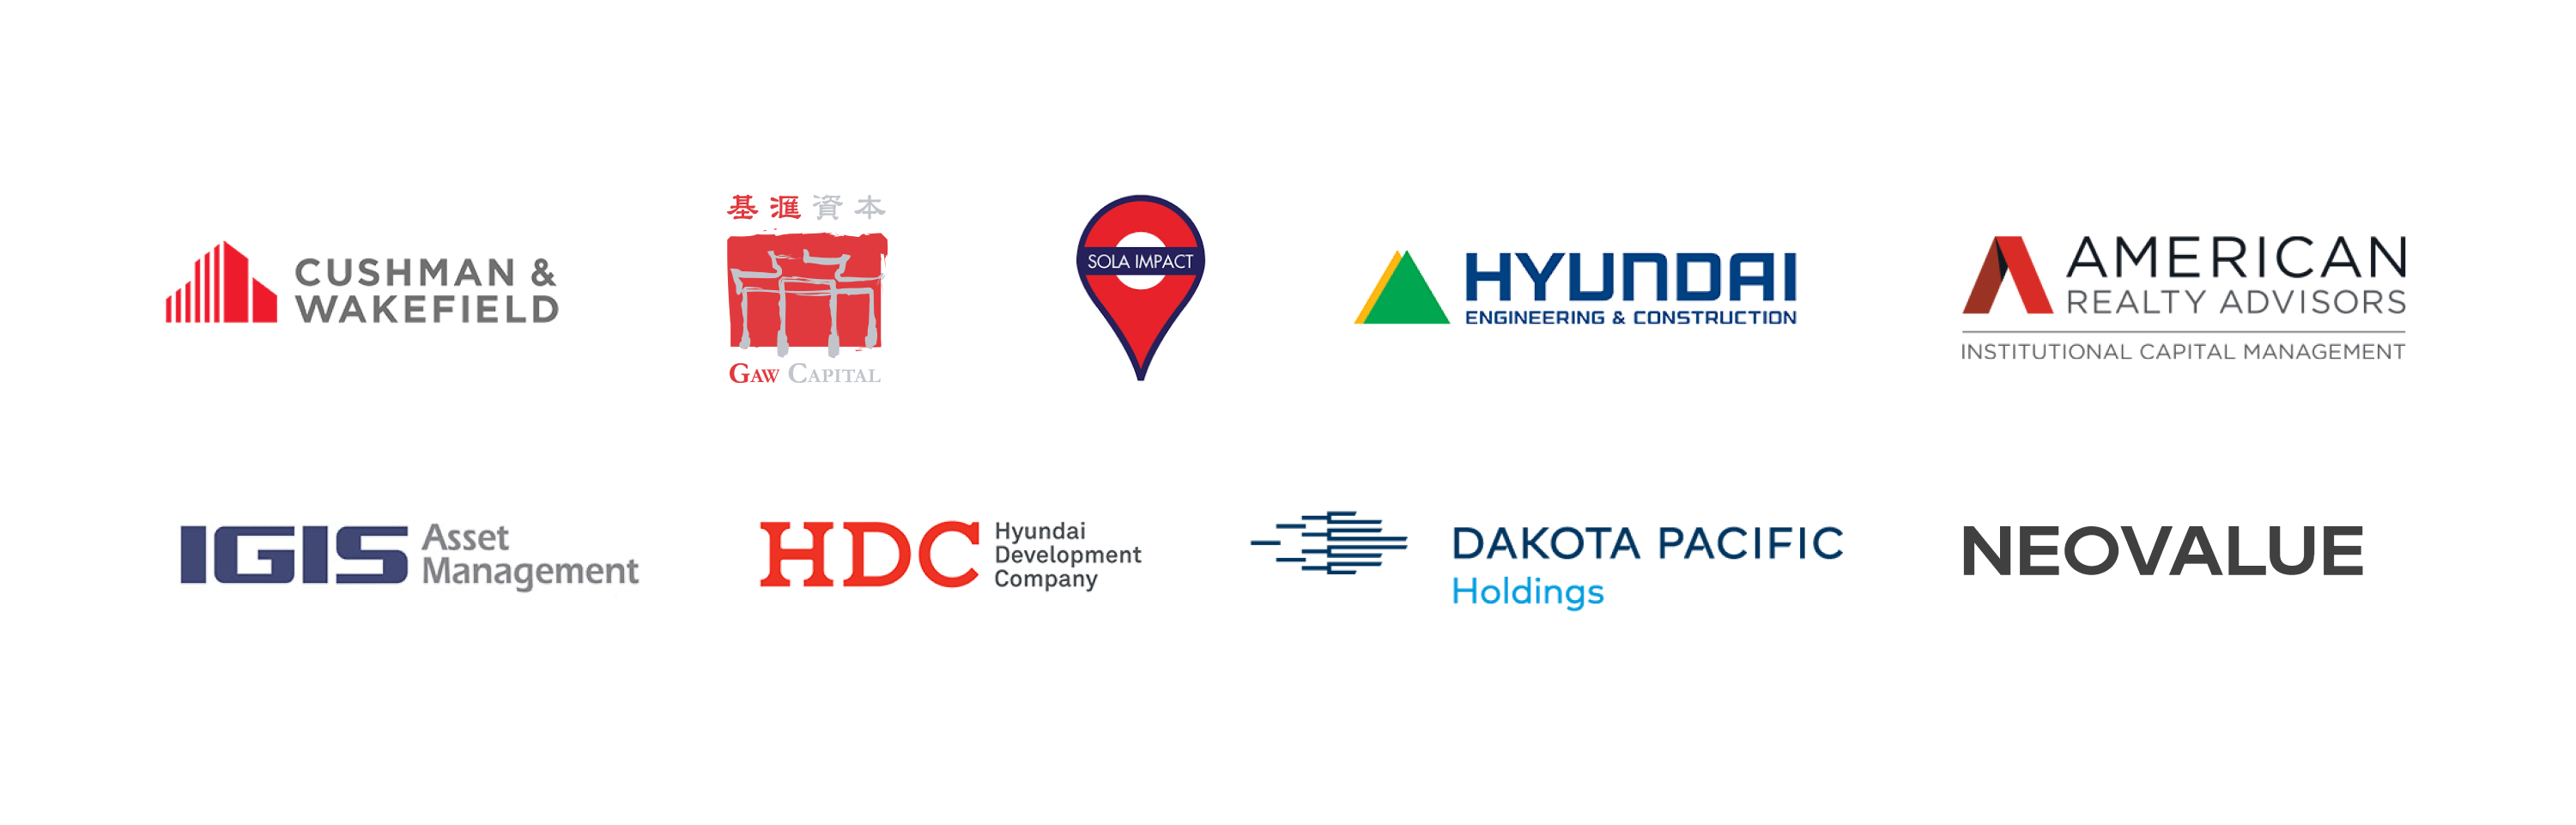 CUSHMAN &
WAKEFIELD
基滙資本
GAW CAPITAL
SOLA IMPACT
HYUNDAI
ENGINEERING & CONSTRUCTION
AMERICAN
REALTY ADVISORS
INSTITUTIONAL CAPITAL MANAGEMENT
IGIS Asset
Management
HDC Hyundai
Development
Company
DAKOTA PACIFIC
Holdings
NEOVALUE